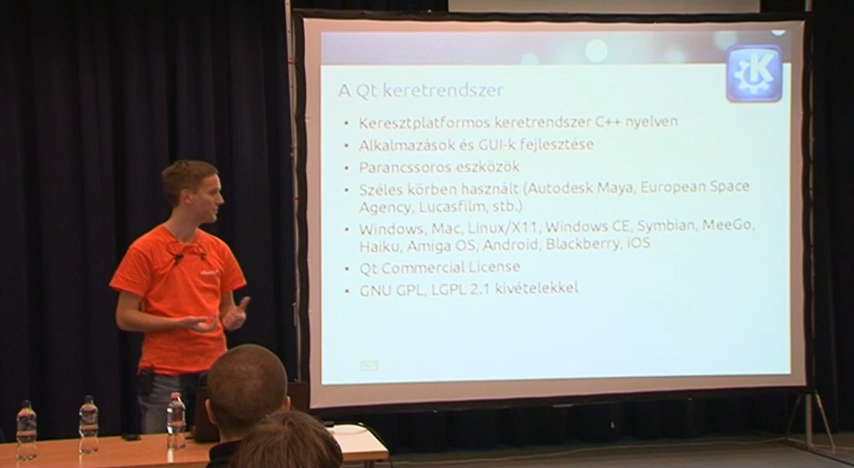 A Qt keretrendszer
• Keresztplatformos keretrendszer C++ nyelven
• Alkalmazások és GUI-k fejlesztése
• Parancssoros eszközök
• Széles körben használt (Autodesk Maya, European Space
Agency, Lucasfilm, stb.)
• Windows, Mac, Linux/X11, Windows CE, Symbian, MeeGo,
Haiku, Amiga OS, Android, Blackberry, iOS
• Qt Commercial License
• GNU GPL, LGPL 2.1 kivételekkel
K